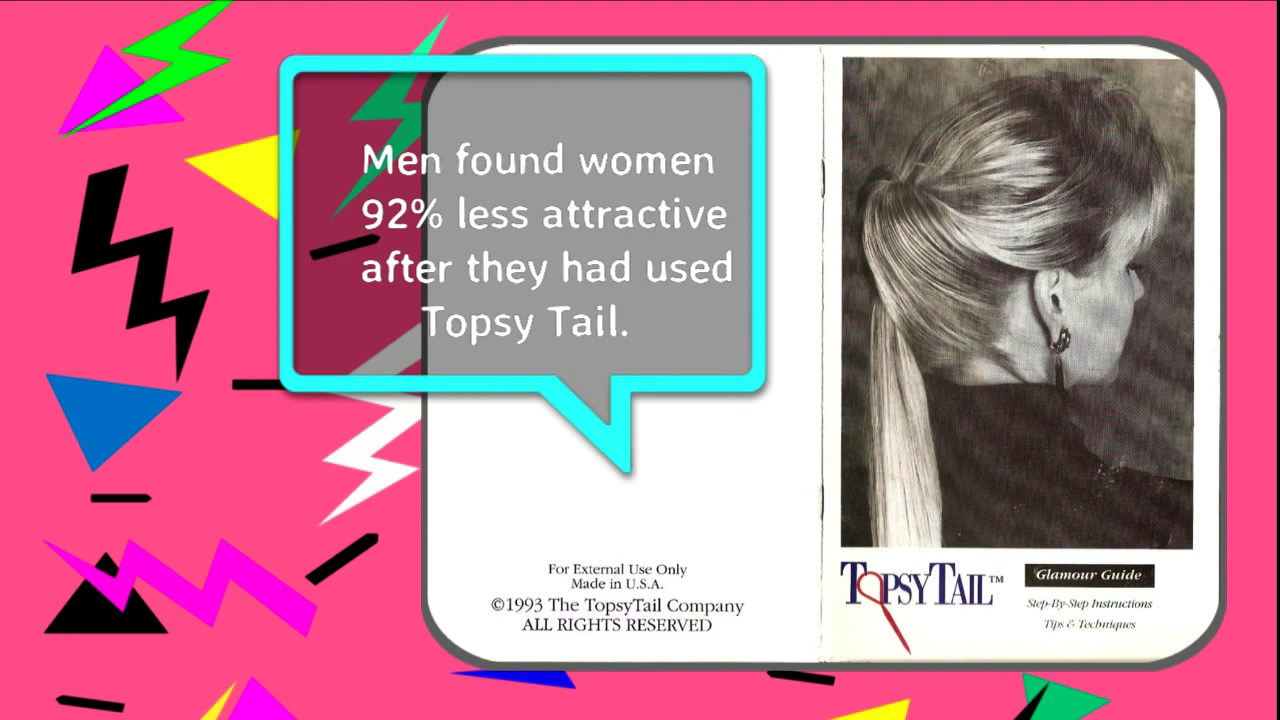 Men found women
92% less attractive
after they had used
Topsy Tail.
For External Use Only
Made in U.S.A.
©1993 The TopsyTail Company
ALL RIGHTS RESERVED
TOPSYTAIL™
Glamour Guide
Step-By-Step Instructions
Tips & Techniques